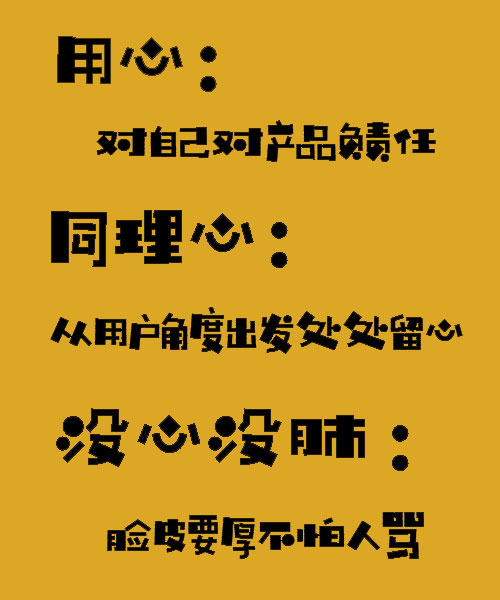 用心：
对自己对产品负责任
同理心：
从用户角度出发处处留心
没心没肺：
脸皮要厚不怕人骂